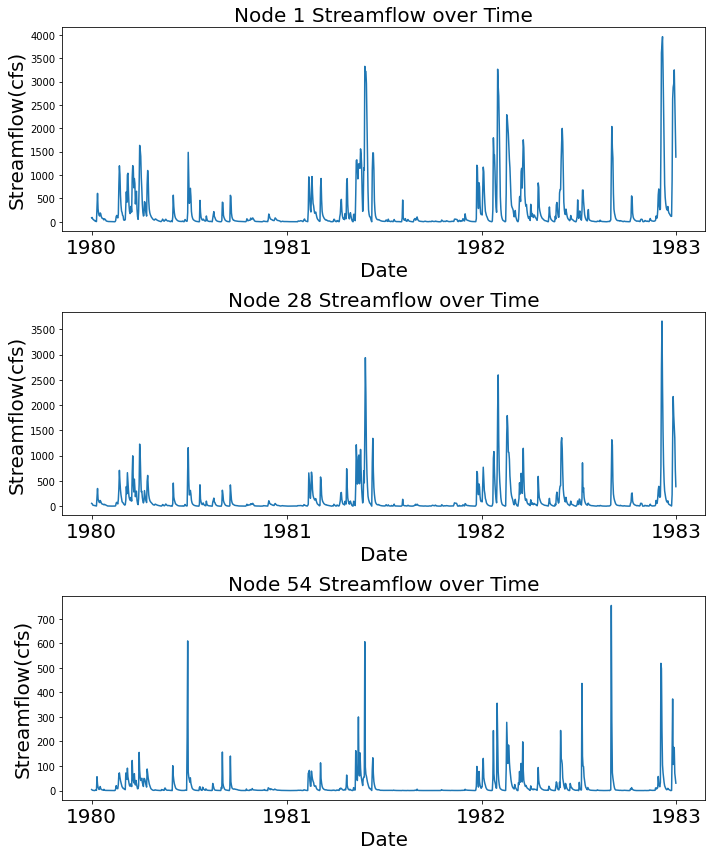 Node 1 Streamflow over Time
Streamflow(cfs)
4000
3500
3000
2500
2000
1500
1000
500
0
1980 1981 1982 1983
Date
Node 28 Streamflow over Time
Streamflow(cfs)
3500
3000
2500
2000
1500
1000
500
0
1980 1981 1982 1983
Date
Node 54 Streamflow over Time
Streamflow(cfs)
700
600
500
400
300
200
100
0
1980 1981 1982 1983
Date